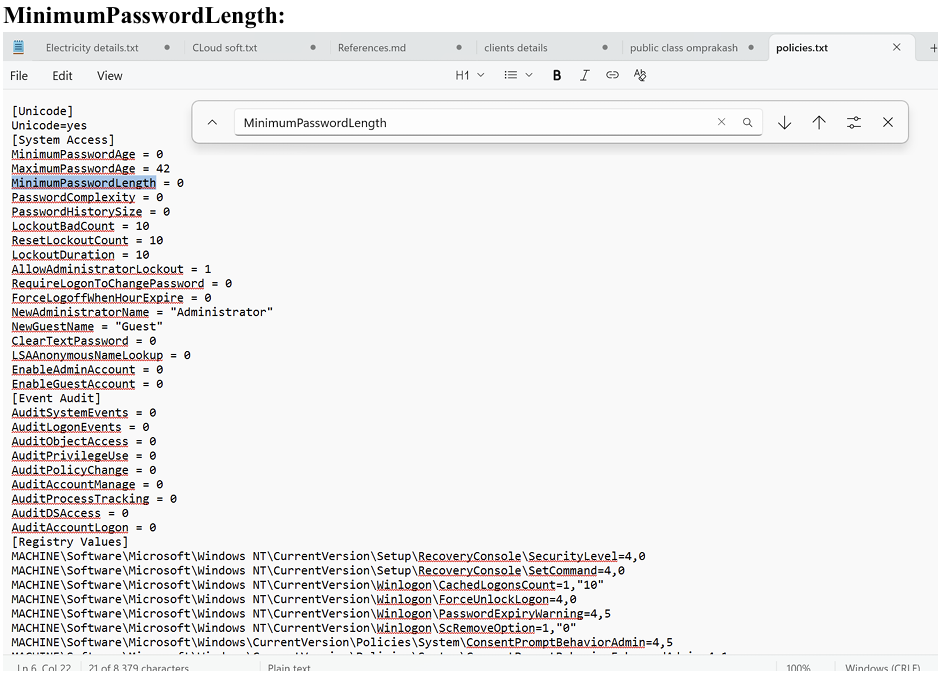 MinimumPasswordLength:
Electricity details.txt CLoud soft.txt References.md clients details public class omprakash policies.txt
File Edit View H1 B I
[Unicode]
MinimumPasswordLength
Unicode=yes
[System Access]
MinimumPasswordAge = 0
MaximumPasswordAge = 42
MinimumPasswordLength = 0
PasswordComplexity = 0
PasswordHistorySize = 0
LockoutBadCount = 10
ResetLockoutCount = 10
LockoutDuration = 10
AllowAdministratorLockout = 1
RequireLogonToChangePassword = 0
ForceLogoffWhenHourExpire = 0
NewAdministratorName = "Administrator"
NewGuestName = "Guest"
ClearTextPassword = 0
LSAAnonymousNameLookup = 0
EnableAdminAccount = 0
EnableGuestAccount = 0
[Event Audit]
AuditSystemEvents = 0
AuditLogonEvents = 0
AuditObjectAccess = 0
AuditPrivilegeUse = 0
AuditPolicyChange = 0
AuditAccountManage = 0
AuditProcessTracking = 0
AuditDSAccess = 0
AuditAccountLogon = 0
[Registry Values]
MACHINE\Software\Microsoft\Windows NT\CurrentVersion\Setup\RecoveryConsole\SecurityLevel=4,0
MACHINE\Software\Microsoft\Windows NT\CurrentVersion\Setup\RecoveryConsole\SetCommand=4,0
MACHINE\Software\Microsoft\Windows NT\CurrentVersion\Winlogon\CachedLogonsCount=1,"10"
MACHINE\Software\Microsoft\Windows NT\CurrentVersion\Winlogon\ForceUnlockLogon=4,0
MACHINE\Software\Microsoft\Windows NT\CurrentVersion\Winlogon\PasswordExpiryWarning=4,5
MACHINE\Software\Microsoft\Windows NT\CurrentVersion\Winlogon\ScRemoveOption=1,"0"
MACHINE\Software\Microsoft\Windows\CurrentVersion\Policies\System\ConsentPromptBehaviorAdmin=4,5
Ln 6, Col 22 21 of 8,379 characters Plain text 100% Windows (CRLF)